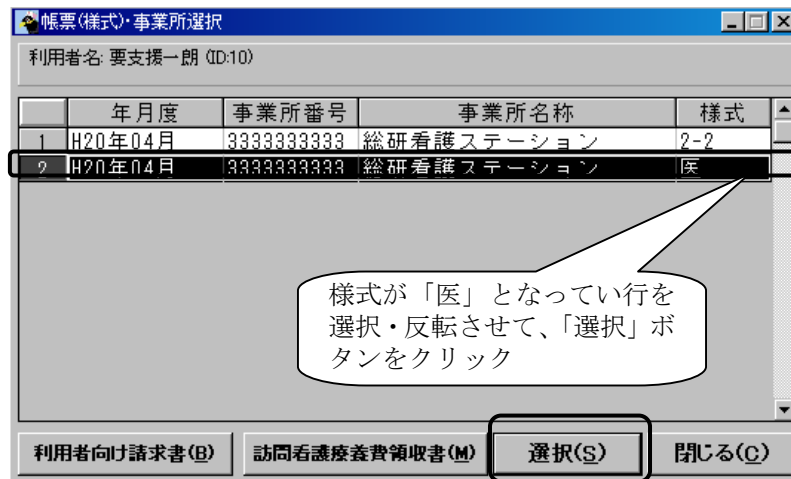 帳票(様式)・事業所選択
利用者名: 要支援一朗 (ID:10)
年月度 事業所番号 事業所名称 様式
1 H20年04月 3333333333 総研看護ステーション 2-2
2 H20年04月 3333333333 総研看護ステーション 医
様式が「医」となってい行を
選択・反転させて、「選択」ボ
タンをクリック
利用者向け請求書(B) 訪問看護療養費領収書(M) 選択(S) 閉じる(C)